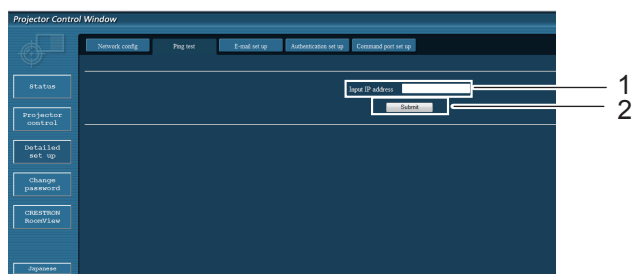 Projector Control Window
Network config Ping test E-mail set up Authentication set up Command port set up
Status
Input IP address
1
Submit
2
Projector
control
Detailed
set up
Change
password
CRESTRON
RoomView
Japanese